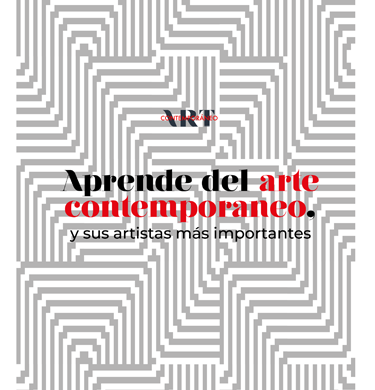 ART
CONTEMPORÁNEO
Aprende del arte
contemporaneo.
y sus artistas más importantes